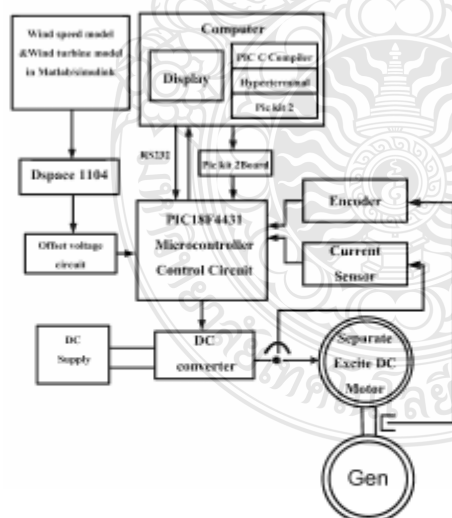 Wind speed model
&Wind turbine model
in Matlab/simulink
Computer
Display
PIC C Compiler
Hyperterminal
Pic kit 2
RS232
Pic kit 2Board
Dspace 1104
Offset voltage
circuit
PIC18F4431
Microcontroller
Control Circuit
Encoder
Current
Sensor
DC
Supply
DC
converter
Separate
Excite DC
Motor
Gen